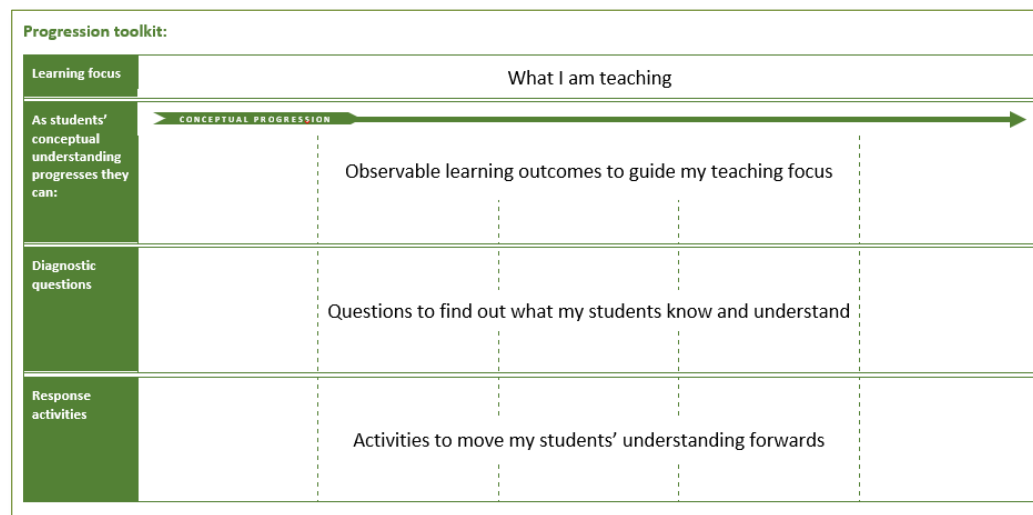 Progression toolkit:
Learning focus
What I am teaching
As students'
conceptual
understanding
progresses they
can:
CONCEPTUAL PROGRESSION
Observable learning outcomes to guide my teaching focus
Diagnostic
questions
Questions to find out what my students know and understand
Response
activities
Activities to move my students' understanding forwards